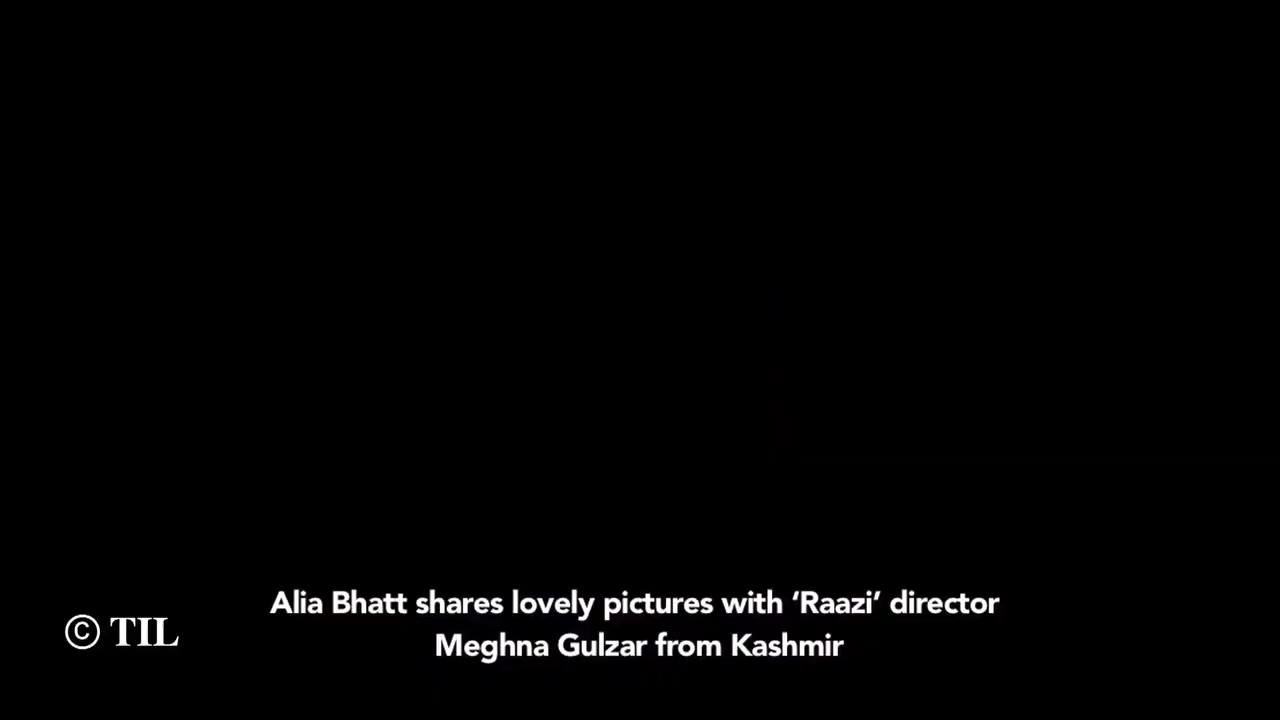 Alia Bhatt shares lovely pictures with ‘Raazi’ director
Meghna Gulzar from Kashmir
© TIL